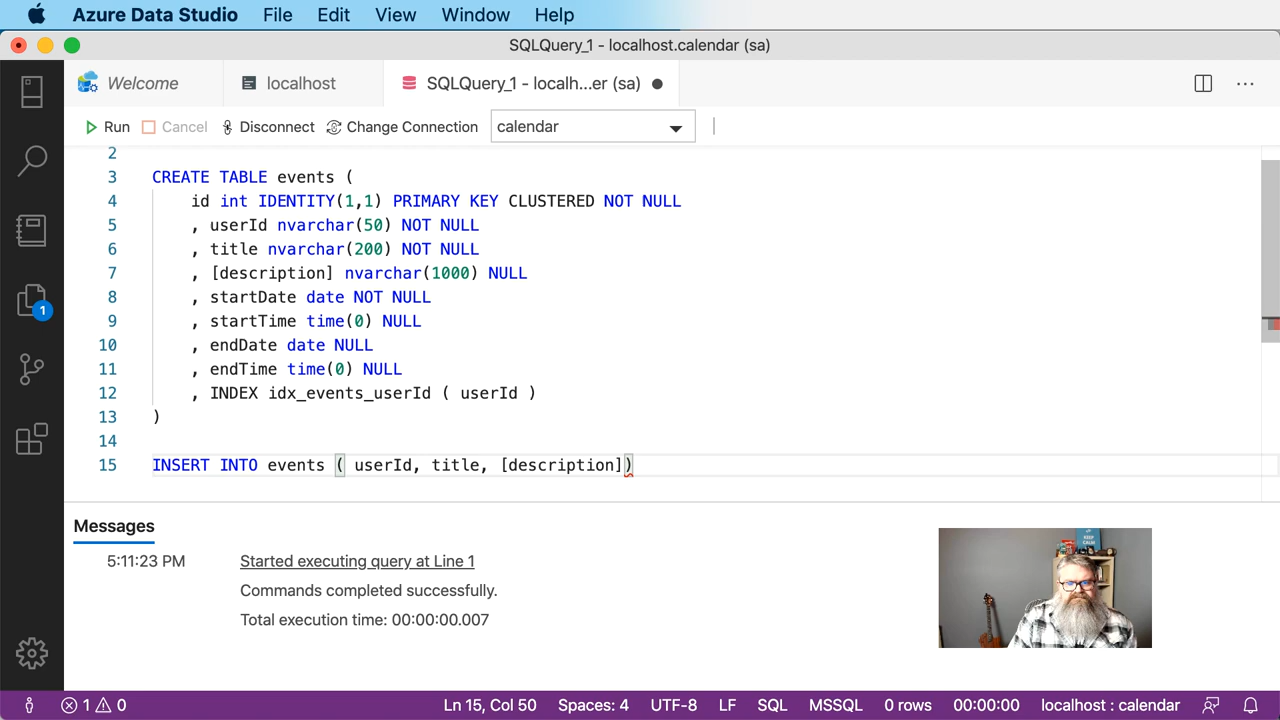 Azure Data Studio File Edit View Window Help
SQLQuery_1 - localhost.calendar (sa)
Welcome localhost SQLQuery_1 - localh...er (sa)
Run Cancel Disconnect Change Connection calendar
2
3 CREATE TABLE events (
4 id int IDENTITY(1,1) PRIMARY KEY CLUSTERED NOT NULL
5 , userId nvarchar(50) NOT NULL
6 , title nvarchar(200) NOT NULL
7 , [description] nvarchar(1000) NULL
8 , startDate date NOT NULL
9 , startTime time(0) NULL
10 , endDate date NULL
11 , endTime time(0) NULL
12 , INDEX idx_events_userId ( userId )
13 )
14
15 INSERT INTO events ( userId, title, [description])
1
Messages
5:11:23 PM Started executing query at Line 1
Commands completed successfully.
Total execution time: 00:00:00.007
KEEP
CALM
1 0 Ln 15, Col 50 Spaces: 4 UTF-8 LF SQL MSSQL 0 rows 00:00:00 localhost : calendar